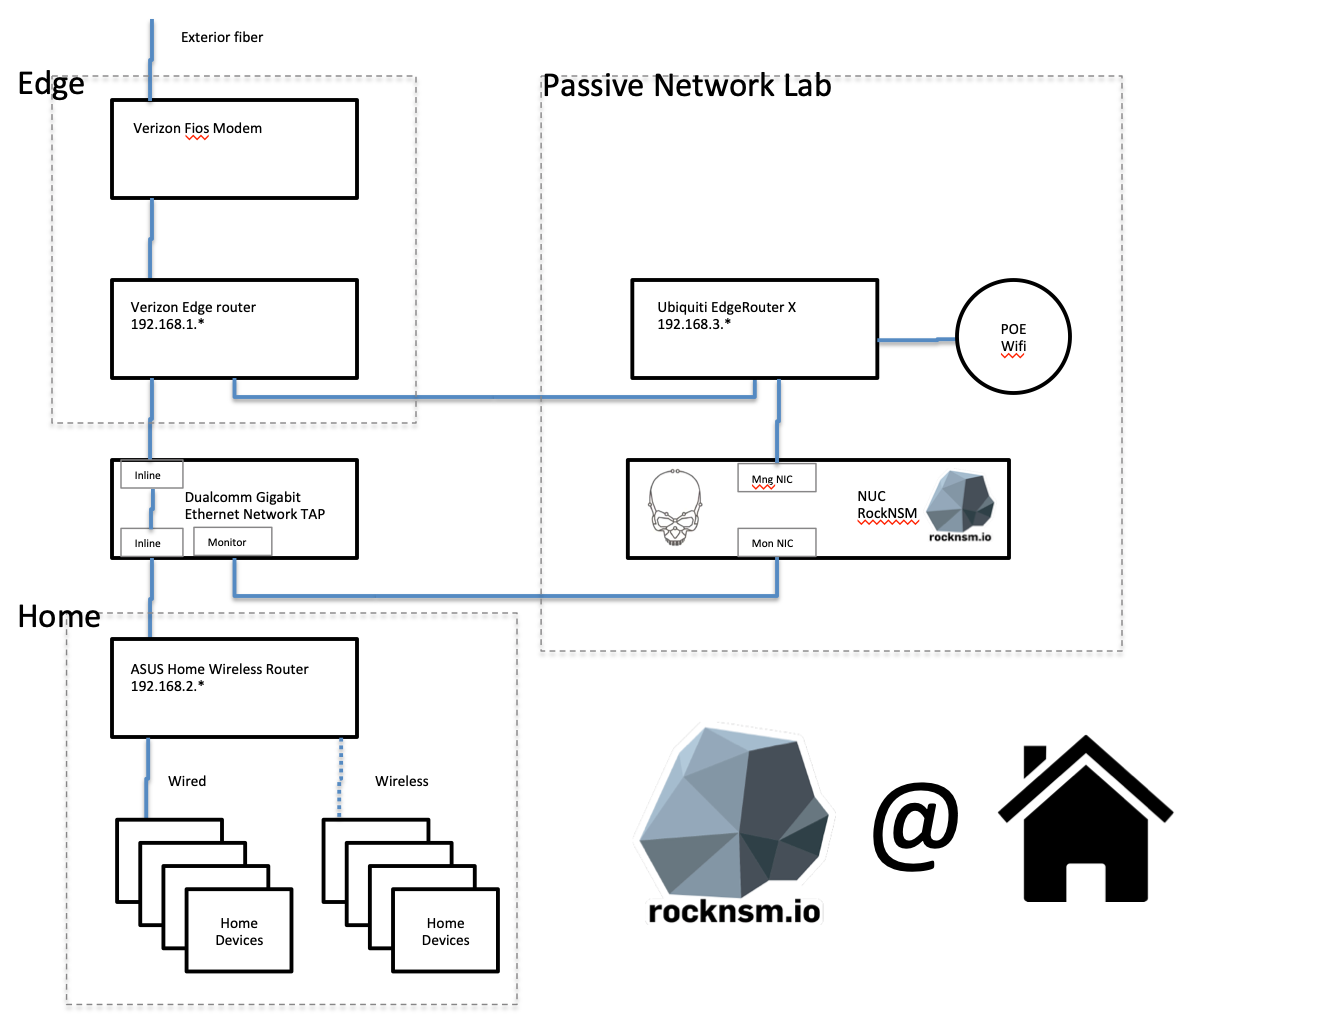 Exterior fiber
Edge
Passive Network Lab
Verizon Fios Modem
Verizon Edge router
192.168.1.*
Ubiquiti EdgeRouter X
192.168.3.*
POE
Wifi
Inline
Dualcomm Gigabit
Ethernet Network TAP
Inline
Monitor
Mng NIC
NUC
RockNSM
rocknsm.io
Mon NIC
Home
ASUS Home Wireless Router
192.168.2.*
Wired
Wireless
Home
Devices
Home
Devices
rocknsm.io
@